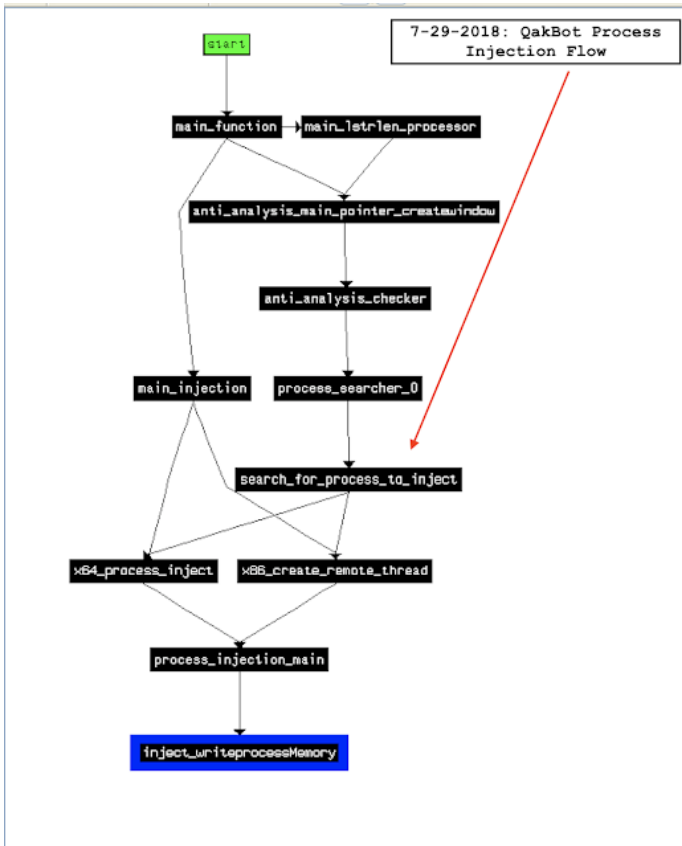 7-29-2018: QakBot Process
Injection Flow
start
main_function
main_lstrlen_processor
anti_analysis_main_pointer_createwindow
anti_analysis_checker
main_injection
process_searcher_0
search_for_process_to_inject
x64_process_inject
x86_create_remote_thread
process_injection_main
inject_writeprocessMemory